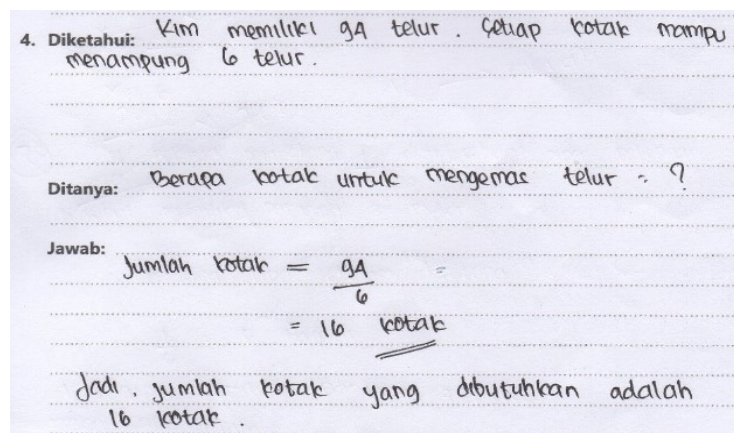 4. Diketahui: Kim memiliki 94 telur. Setiap kotak mampu
menampung 6 telur.
Ditanya: Berapa kotak untuk mengemas telur = ?
Jawab:
Jumlah kotak = 94 =
6
= 16 kotak
Jadi, jumlah kotak yang dibutuhkan adalah
16 kotak.